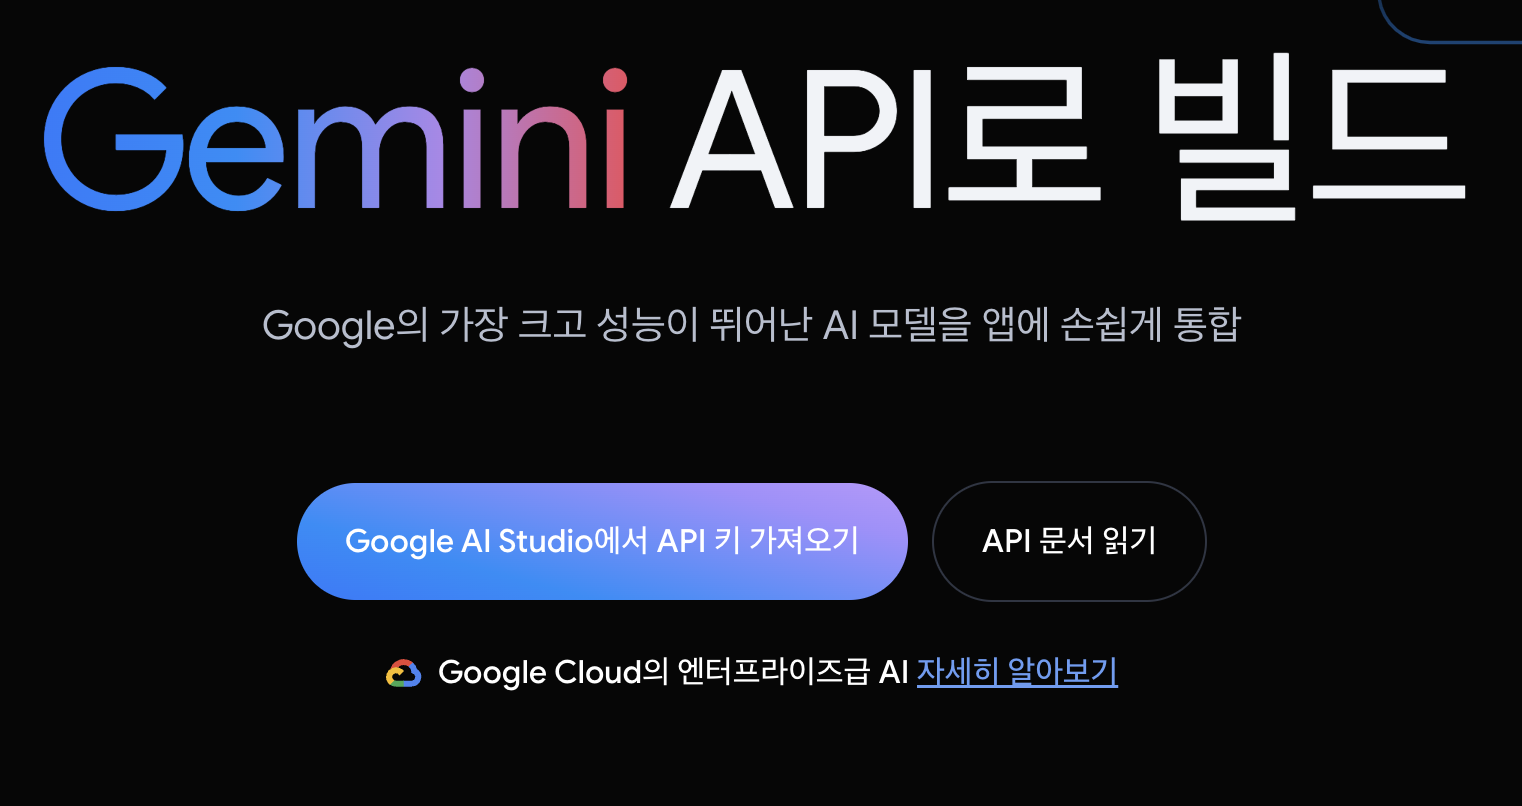 Gemini API로 빌드
Google의 가장 크고 성능이 뛰어난 AI 모델을 앱에 손쉽게 통합
Google AI Studio에서 API 키 가져오기
API 문서 읽기
Google Cloud의 엔터프라이즈급 AI 자세히 알아보기